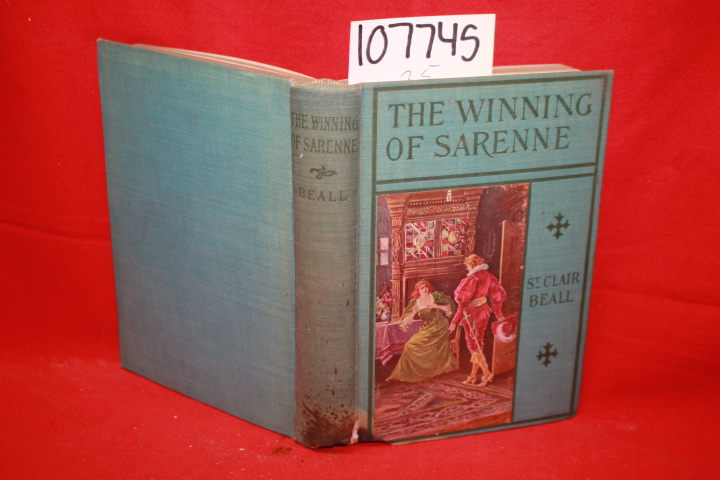 107745
THE WINNING
OF SARENNE
BEALL
THE WINNING
OF SARENNE
ST CLAIR
BEALL